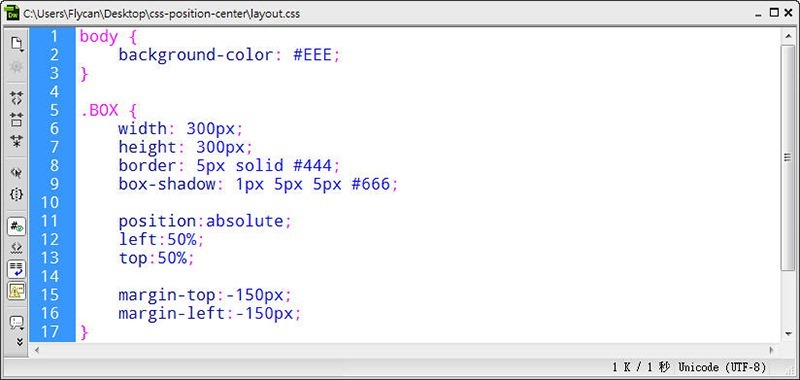 Dw C:\Users\Flycan\Desktop\css-position-center\layout.css
1 body {
2 background-color: #EEE;
3 }
4
5 .BOX {
6 width: 300px;
7 height: 300px;
8 border: 5px solid #444;
9 box-shadow: 1px 5px 5px #666;
10
11 position:absolute;
12 left:50%;
13 top:50%;
14
15 margin-top:-150px;
16 margin-left:-150px;
17 }
1 K / 1 秒 Unicode (UTF-8)